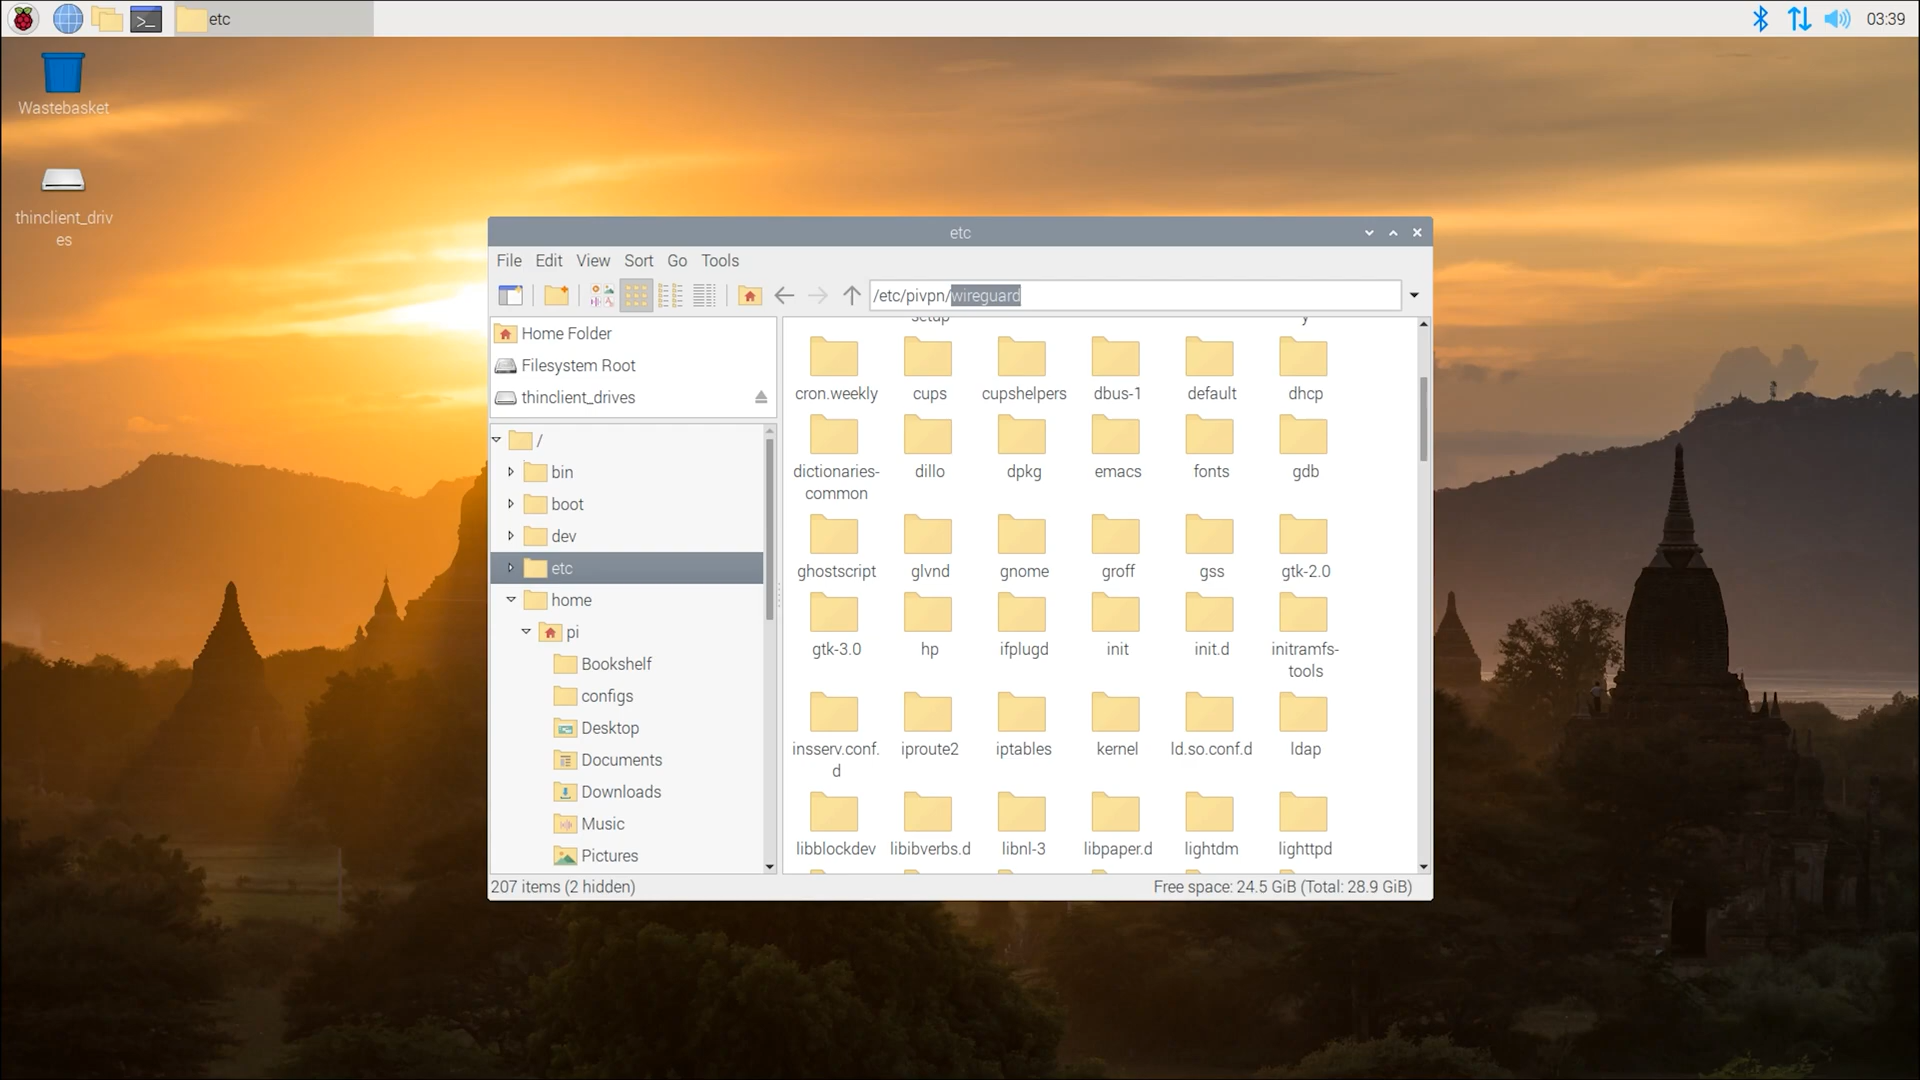 etc
03:39
Wastebasket
thinclient_driv
es
etc
File Edit View Sort Go Tools
/etc/pivpn/wireguard
Home Folder
Filesystem Root
thinclient_drives
/
bin
boot
dev
etc
home
pi
Bookshelf
configs
Desktop
Documents
Downloads
Music
Pictures
setup y
cron.weekly cups cupshelpers dbus-1 default dhcp
dictionaries- dillo dpkg emacs fonts gdb
common
ghostscript glvnd gnome groff gss gtk-2.0
gtk-3.0 hp ifplugd init init.d initramfs-
tools
insserv.conf. iproute2 iptables kernel ld.so.conf.d ldap
d
libblockdev libibverbs.d libnl-3 libpaper.d lightdm lighttpd
207 items (2 hidden) Free space: 24.5 GiB (Total: 28.9 GiB)